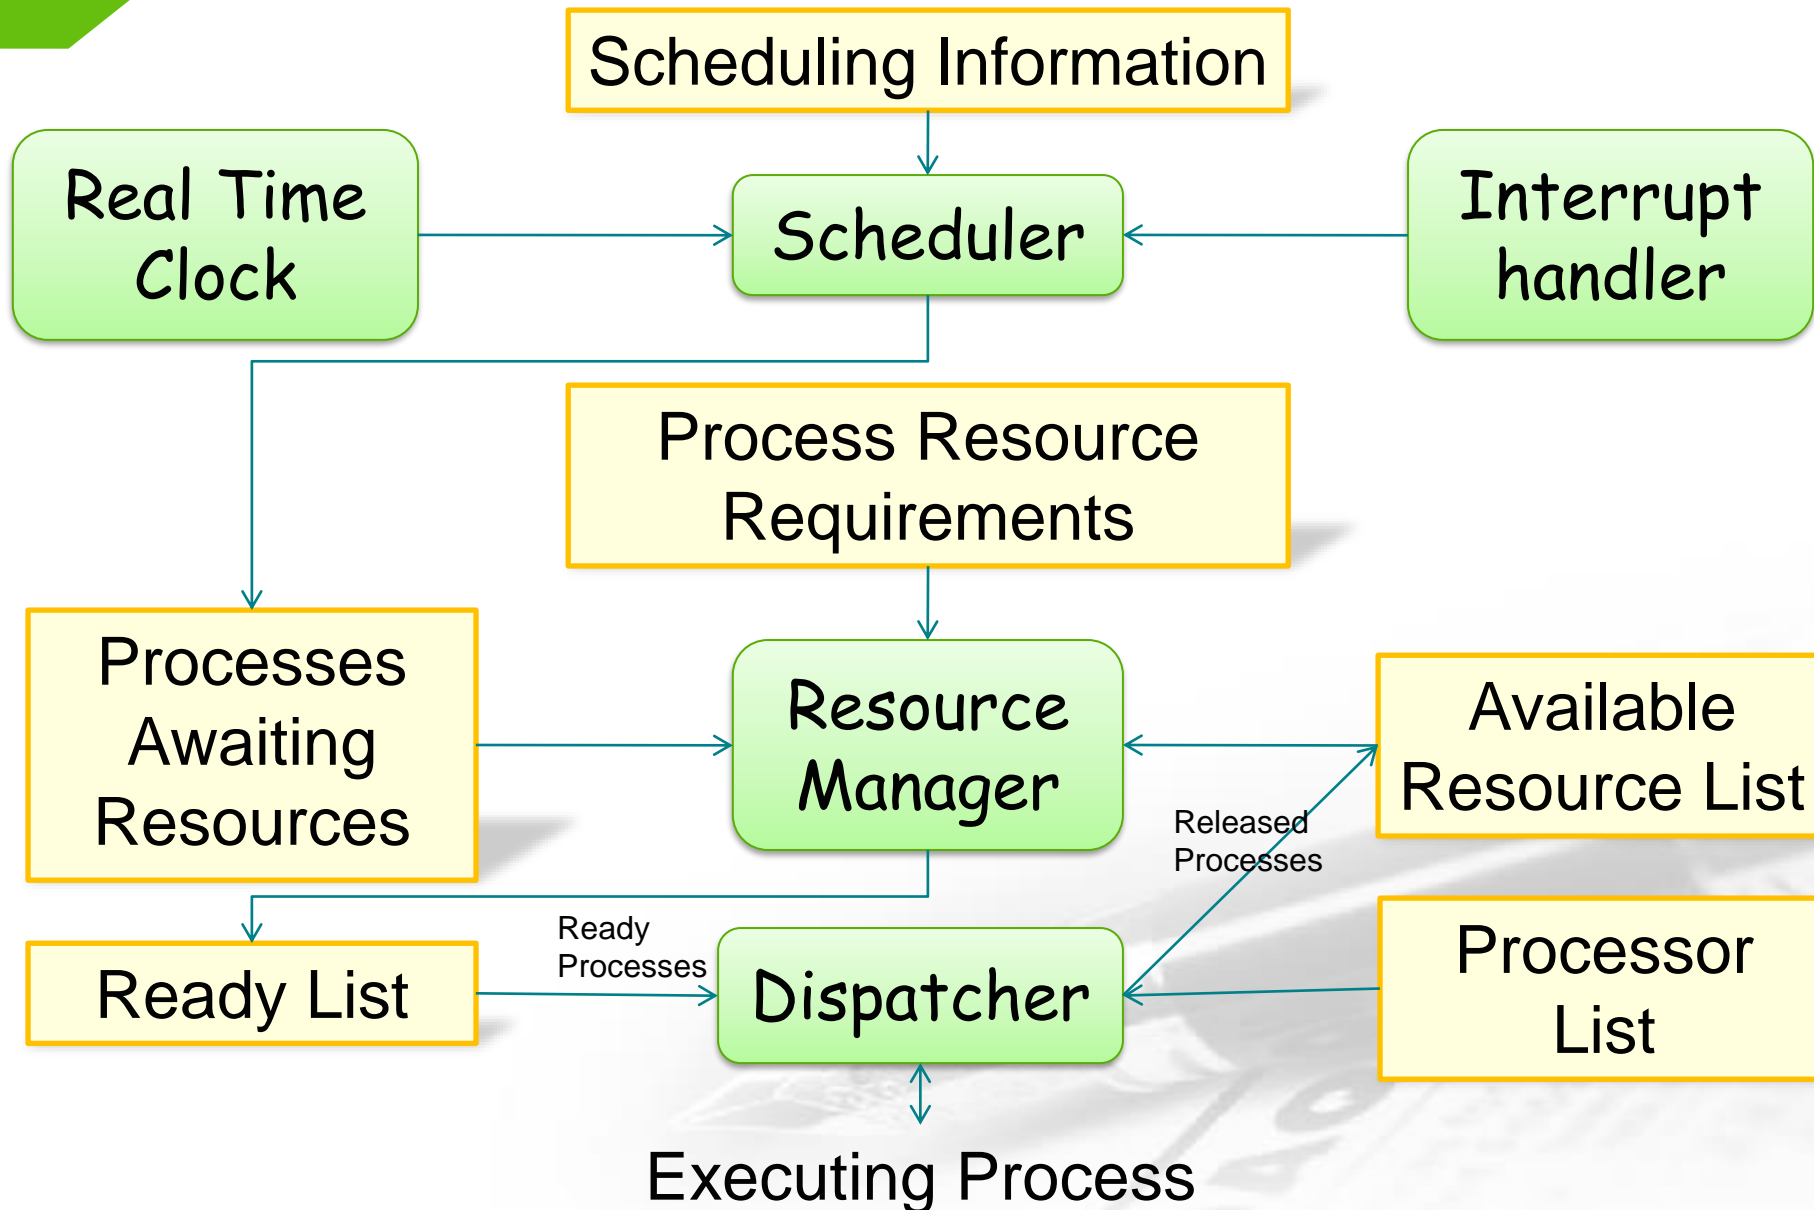 Scheduling Information
Real Time
Clock
Scheduler
Interrupt
handler
Process Resource
Requirements
Processes
Awaiting
Resources
Resource
Manager
Available
Resource List
Released
Processes
Ready
Processes
Ready List
Dispatcher
Processor
List
Executing Process